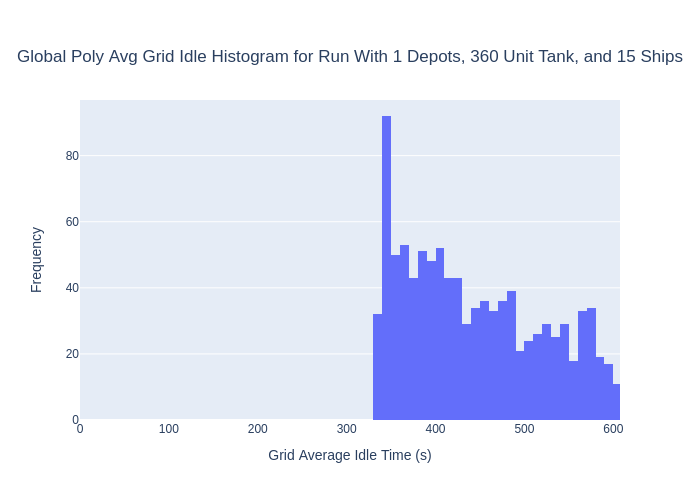 Global Poly Avg Grid Idle Histogram for Run With 1 Depots, 360 Unit Tank, and 15 Ships
Frequency
80
60
40
20
0
0 100 200 300 400 500 600
Grid Average Idle Time (s)